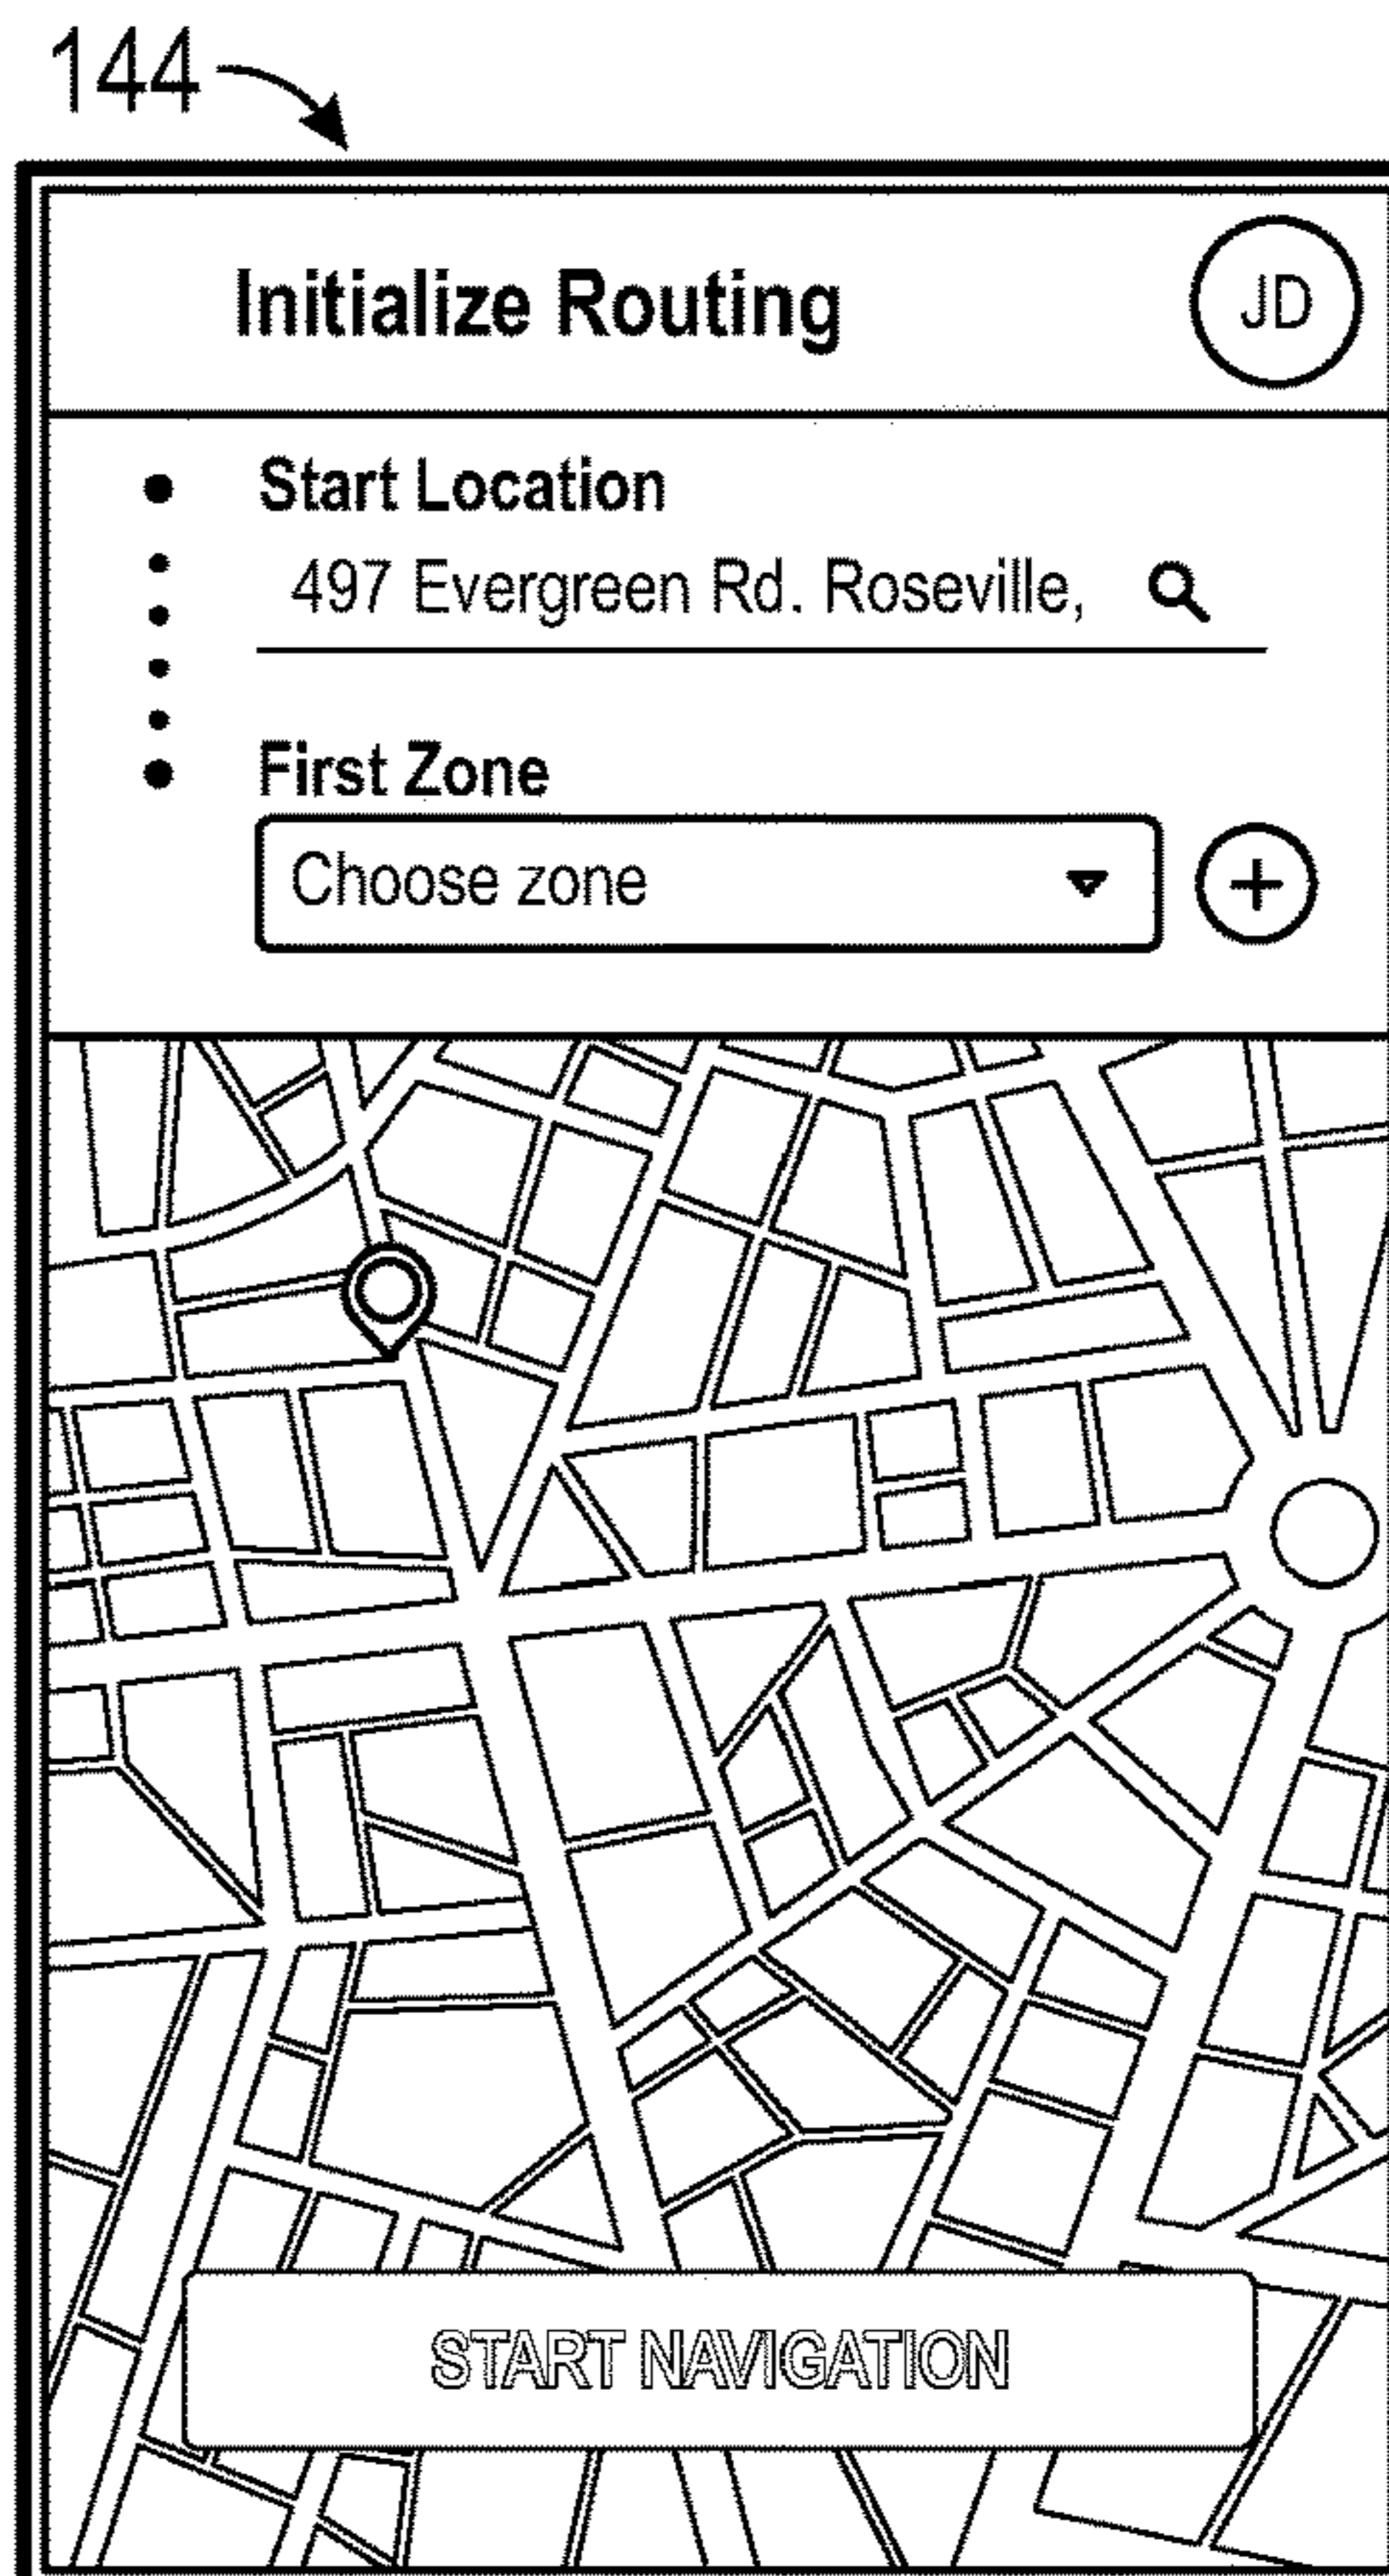 144
Initialize Routing
JD
Start Location
497 Evergreen Rd. Roseville,
First Zone
Choose zone
+
START NAVIGATION